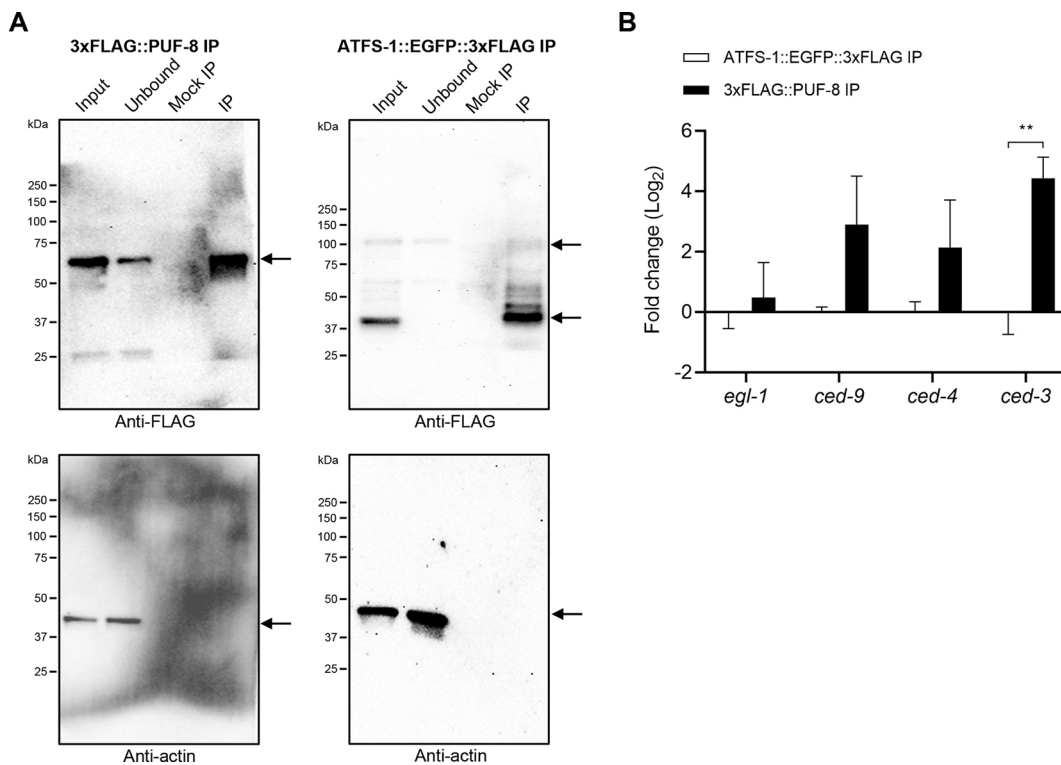 A
3xFLAG::PUF-8 IP
Input Unbound Mock IP IP
kDa
250
150
100
75
50
37
25
Anti-FLAG
ATFS-1::EGFP::3xFLAG IP
Input Unbound Mock IP IP
kDa
250
150
100
75
50
37
25
Anti-FLAG
kDa
250
150
100
75
50
37
25
Anti-actin
kDa
250
150
100
75
50
37
25
Anti-actin
B
ATFS-1::EGFP::3xFLAG IP
3xFLAG::PUF-8 IP
Fold change (Log2)
6
4
2
0
-2
**
egl-1 ced-9 ced-4 ced-3